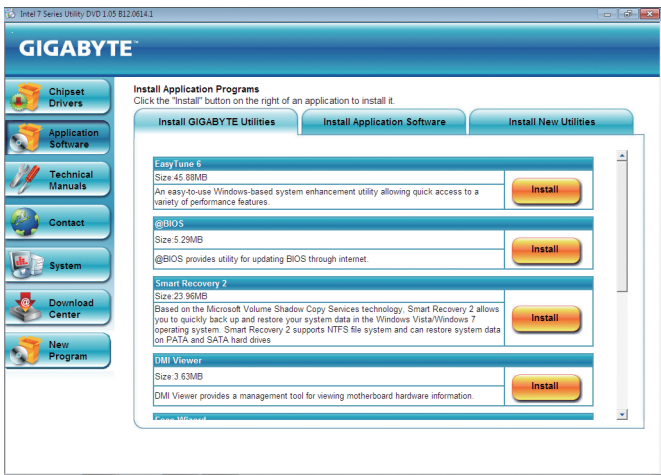 Intel 7 Series Utility DVD 1.05 B12.0614.1
GIGABYTE™
Chipset
Drivers
Application
Software
Technical
Manuals
Contact
System
Download
Center
New
Program
Install Application Programs
Click the "Install" button on the right of an application to install it.
Install GIGABYTE Utilities
Install Application Software
Install New Utilities
EasyTune 6
Size:45.88MB
An easy-to-use Windows-based system enhancement utility allowing quick access to a
variety of performance features.
Install
@BIOS
Size:5.29MB
@BIOS provides utility for updating BIOS through internet.
Install
Smart Recovery 2
Size:23.96MB
Based on the Microsoft Volume Shadow Copy Services technology, Smart Recovery 2 allows
you to quickly back up and restore your system data in the Windows Vista/Windows 7
operating system. Smart Recovery 2 supports NTFS file system and can restore system data
on PATA and SATA hard drives
Install
DMI Viewer
Size:3.63MB
DMI Viewer provides a management tool for viewing motherboard hardware information.
Install